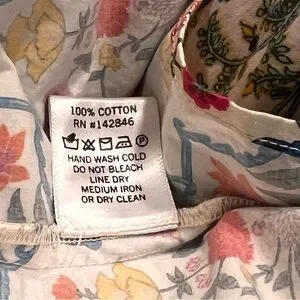 100% COTTON
RN #142846
HAND WASH COLD
DO NOT BLEACH
LINE DRY
MEDIUM IRON
OR DRY CLEAN